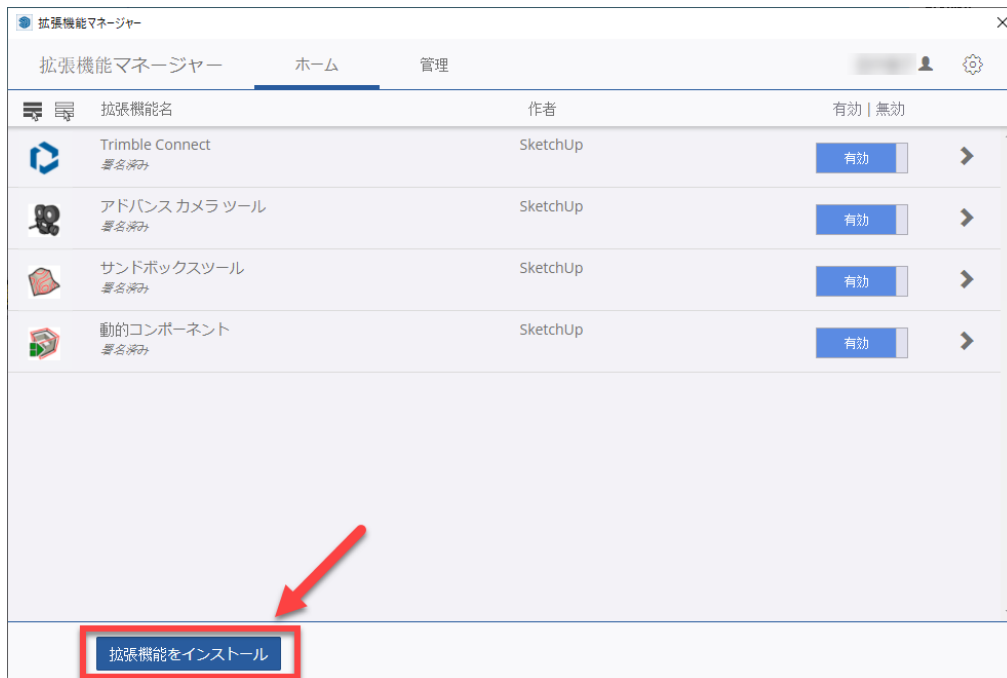 拡張機能マネージャー
拡張機能マネージャー ホーム 管理
拡張機能名 作者 有効 | 無効
Trimble Connect SketchUp 有効
署名済み
アドバンス カメラ ツール SketchUp 有効
署名済み
サンドボックスツール SketchUp 有効
署名済み
動的コンポーネント SketchUp 有効
署名済み
拡張機能をインストール